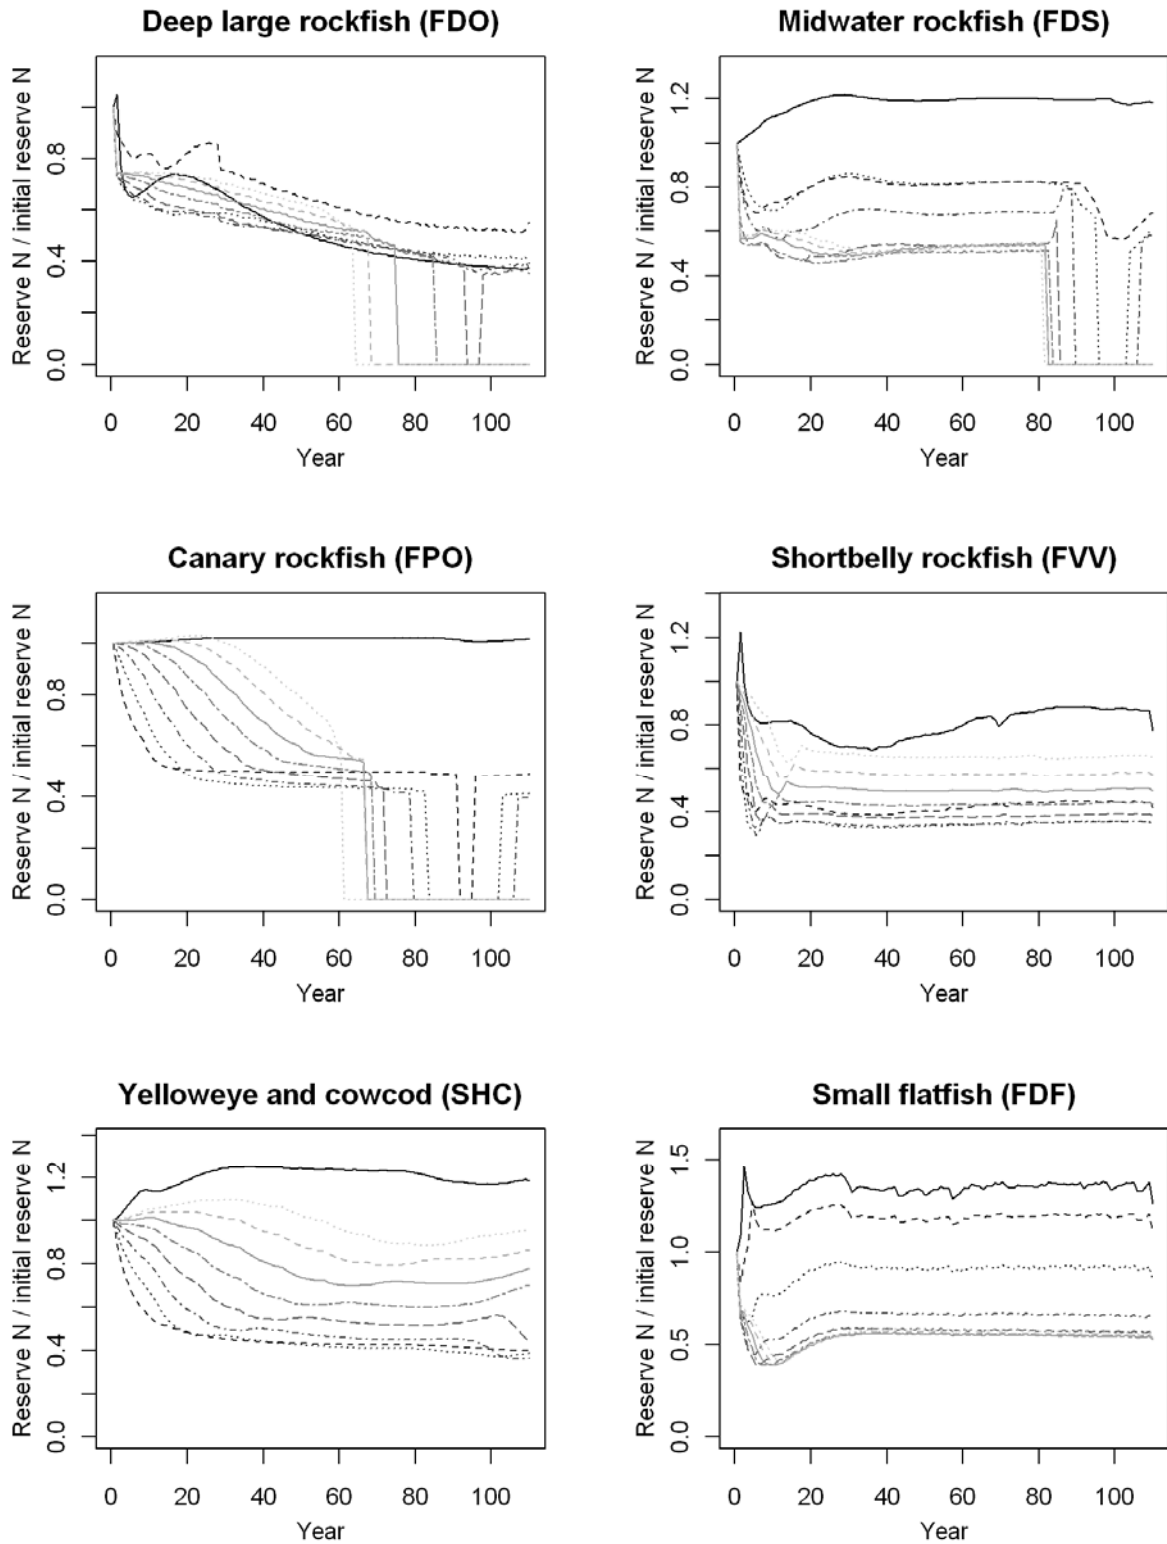 Deep large rockfish (FDO)
Reserve N / initial reserve N
0.0 0.4 0.8
0 20 40 60 80 100
Year
Midwater rockfish (FDS)
Reserve N / initial reserve N
0.0 0.4 0.8 1.2
0 20 40 60 80 100
Year
Canary rockfish (FPO)
Reserve N / initial reserve N
0.0 0.4 0.8
0 20 40 60 80 100
Year
Shortbelly rockfish (FVV)
Reserve N / initial reserve N
0.0 0.4 0.8 1.2
0 20 40 60 80 100
Year
Yelloweye and cowcod (SHC)
Reserve N / initial reserve N
0.0 0.4 0.8 1.2
0 20 40 60 80 100
Year
Small flatfish (FDF)
Reserve N / initial reserve N
0.0 0.5 1.0 1.5
0 20 40 60 80 100
Year